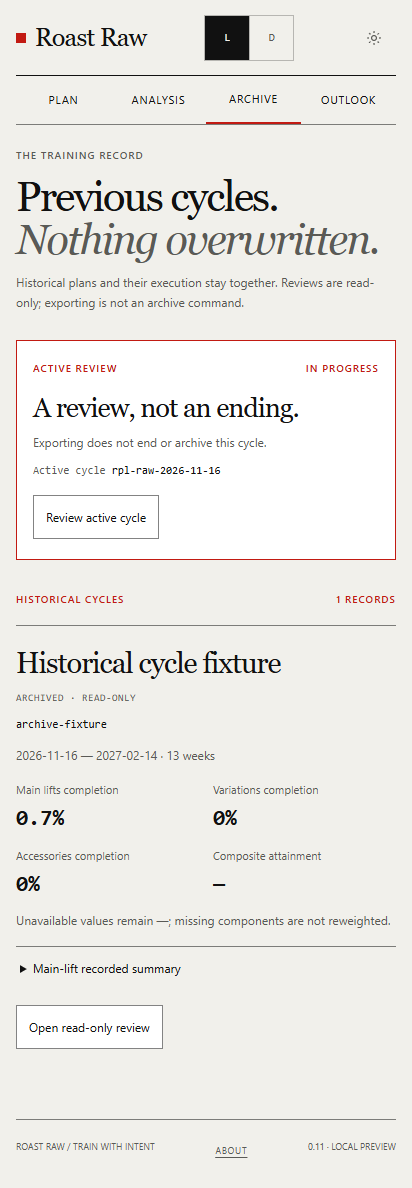 Roast Raw
L D
PLAN ANALYSIS ARCHIVE OUTLOOK
THE TRAINING RECORD
Previous cycles.
Nothing overwritten.
Historical plans and their execution stay together. Reviews are read-
only; exporting is not an archive command.
ACTIVE REVIEW IN PROGRESS
A review, not an ending.
Exporting does not end or archive this cycle.
Active cycle rpl-raw-2026-11-16
Review active cycle
HISTORICAL CYCLES 1 RECORDS
Historical cycle fixture
ARCHIVED · READ-ONLY
archive-fixture
2026-11-16 — 2027-02-14 · 13 weeks
Main lifts completion Variations completion
0.7% 0%
Accessories completion Composite attainment
0% —
Unavailable values remain —; missing components are not reweighted.
▶ Main-lift recorded summary
Open read-only review
ROAST RAW / TRAIN WITH INTENT ABOUT 0.11 · LOCAL PREVIEW